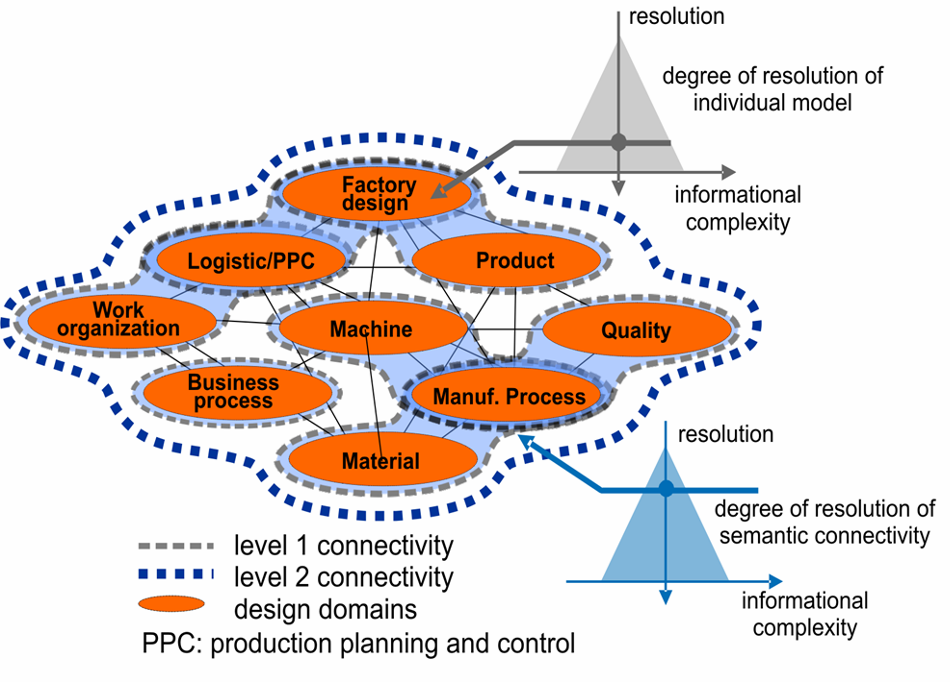 resolution
degree of resolution of
individual model
informational
complexity
Factory
design
Logistic/PPC
Product
Work
organization
Machine
Quality
Business
process
Manuf. Process
Material
resolution
degree of resolution of
semantic connectivity
informational
complexity
level 1 connectivity
level 2 connectivity
design domains
PPC: production planning and control